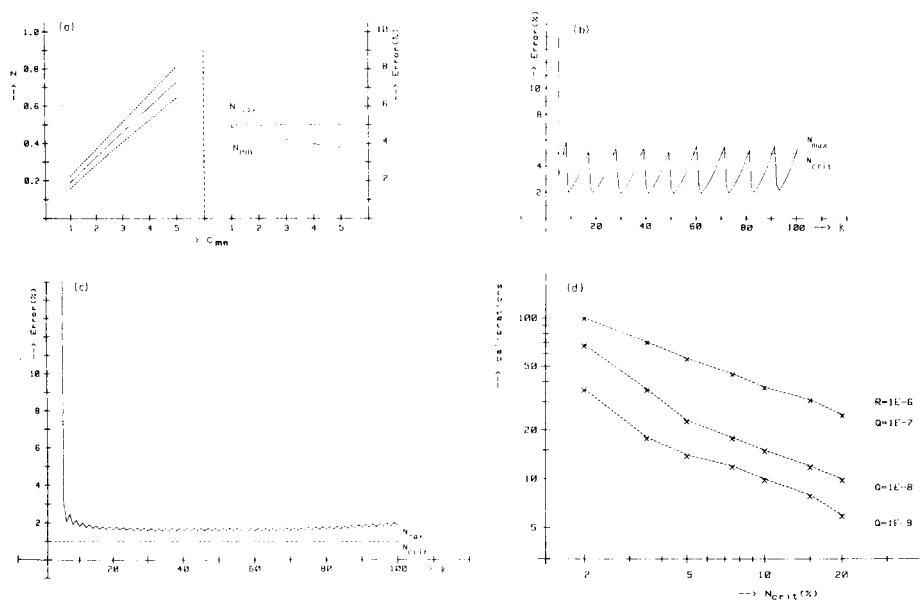 (a)
1.0
0.8
0.6
0.4
0.2
--> N
1 2 3 4 5 1 2 3 4 5
> C mn
10
8
6
4
2
--> Error(%)
N
N min
(b)
--> Error(%)
10
4
2
N max
N crit
20 40 60 80 100 --> k
(c)
--> Error(%)
10
8
6
4
2
N
N crit
20 40 60 80 100 > k
(d)
100
50
20
10
5
R=1E-6
Q=1E-7
Q=1E-8
Q=1E-9
2 5 10 20
--> N crit (%)